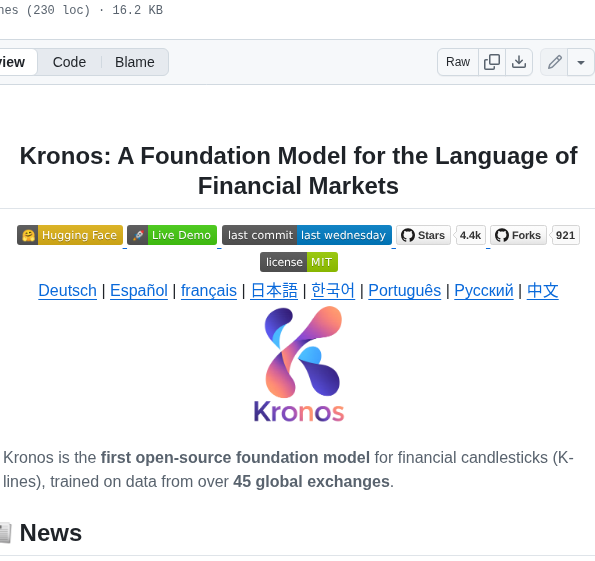 (230 loc) · 16.2 KB
Code Blame Raw
Kronos: A Foundation Model for the Language of
Financial Markets
Hugging Face Live Demo last commit last wednesday Stars 4.4k Forks 921
license MIT
Deutsch | Español | français | 日本語 | 한국어 | Português | Русский | 中文
Kronos
Kronos is the first open-source foundation model for financial candlesticks (K-
lines), trained on data from over 45 global exchanges.
News